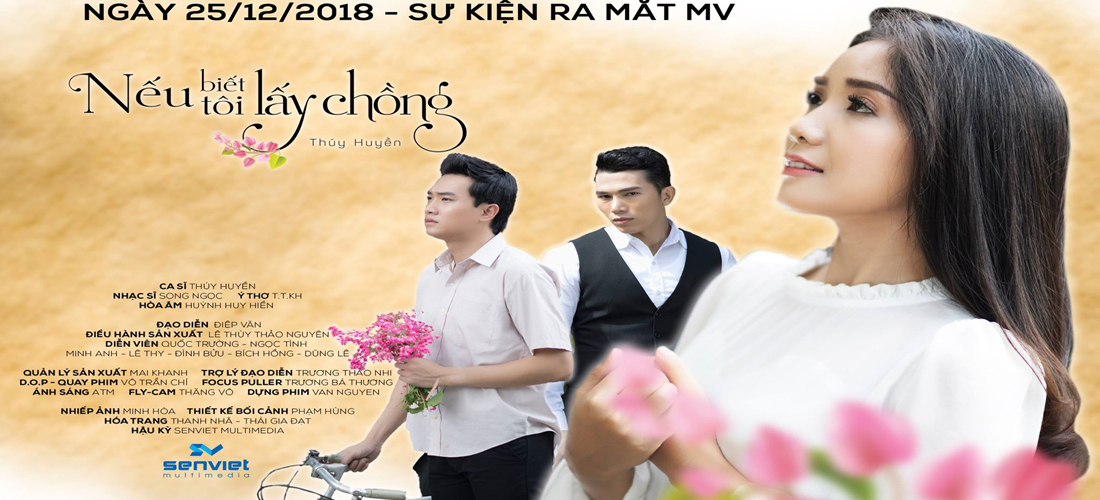 NGÀY 25/12/2018 – SỰ KIỆN RA MẮT MV
Nếu biết tôi lấy chồng
Thúy Huyền
CA SĨ THÚY HUYỀN
NHẠC SĨ SONG NGỌC Ý THƠ T.T.KH
HÒA ÂM HUỲNH HUY HIỀN
ĐẠO DIỄN ĐIỆP VĂN
ĐIỀU HÀNH SẢN XUẤT LÊ THỦY THẢO NGUYÊN
DIỄN VIÊN QUỐC TRƯỜNG – NGỌC TÌNH
MINH ANH – LÊ THY – ĐÌNH BỬU – BÍCH HỒNG – DŨNG LÊ
QUẢN LÝ SẢN XUẤT MAI KHANH TRỢ LÝ ĐẠO DIỄN TRƯƠNG THẢO NHI
D.O.P – QUAY PHIM VÕ TRẦN CHÍ FOCUS PULLER TRƯƠNG BÁ THƯƠNG
ÁNH SÁNG ATM FLY-CAM THĂNG VÕ DỰNG PHIM VAN NGUYEN
NHIẾP ẢNH MINH HÒA THIẾT KẾ BỐI CẢNH PHẠM HÙNG
HÓA TRANG THANH NHÃ – THÁI GIA ĐẠT
HẬU KỲ SENVIET MULTIMEDIA
senviet
multimedia